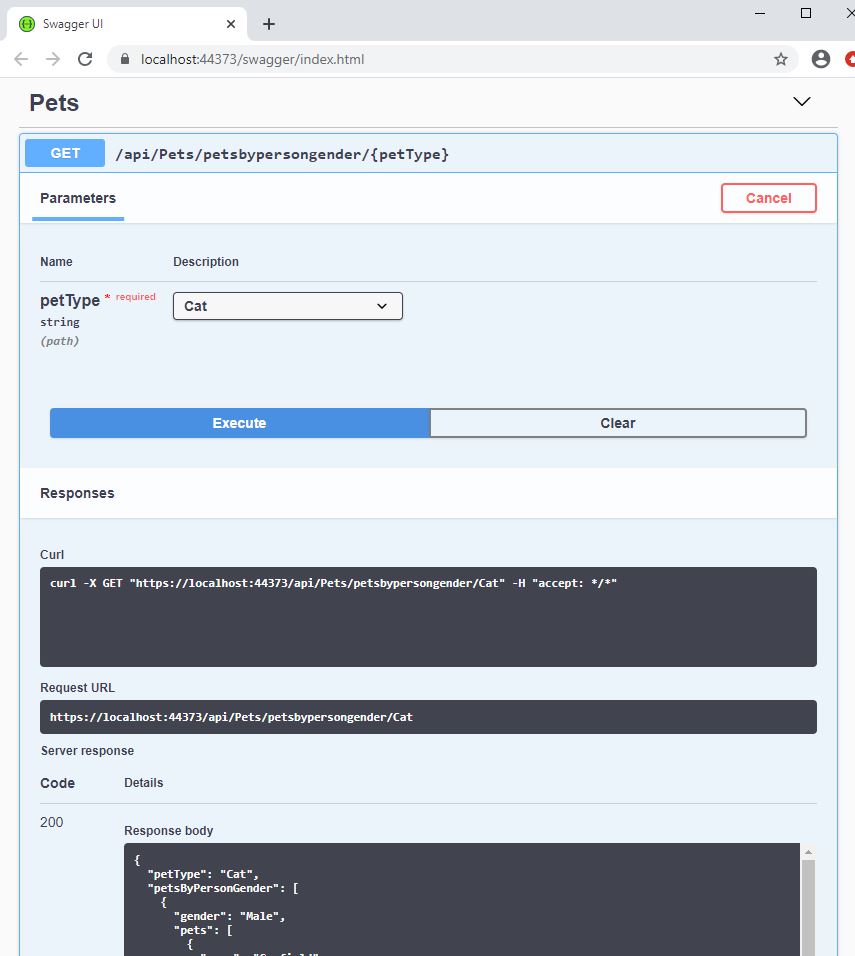 Swagger UI
localhost:44373/swagger/index.html
Pets
GET /api/Pets/petsbypersongender/{petType}
Parameters Cancel
Name Description
petType * required Cat
string
(path)
Execute Clear
Responses
Curl
curl -X GET "https://localhost:44373/api/Pets/petsbypersongender/Cat" -H "accept: */*"
Request URL
https://localhost:44373/api/Pets/petsbypersongender/Cat
Server response
Code Details
200
Response body
{
"petType": "Cat",
"petsByPersonGender": [
{
"gender": "Male",
"pets": [
{